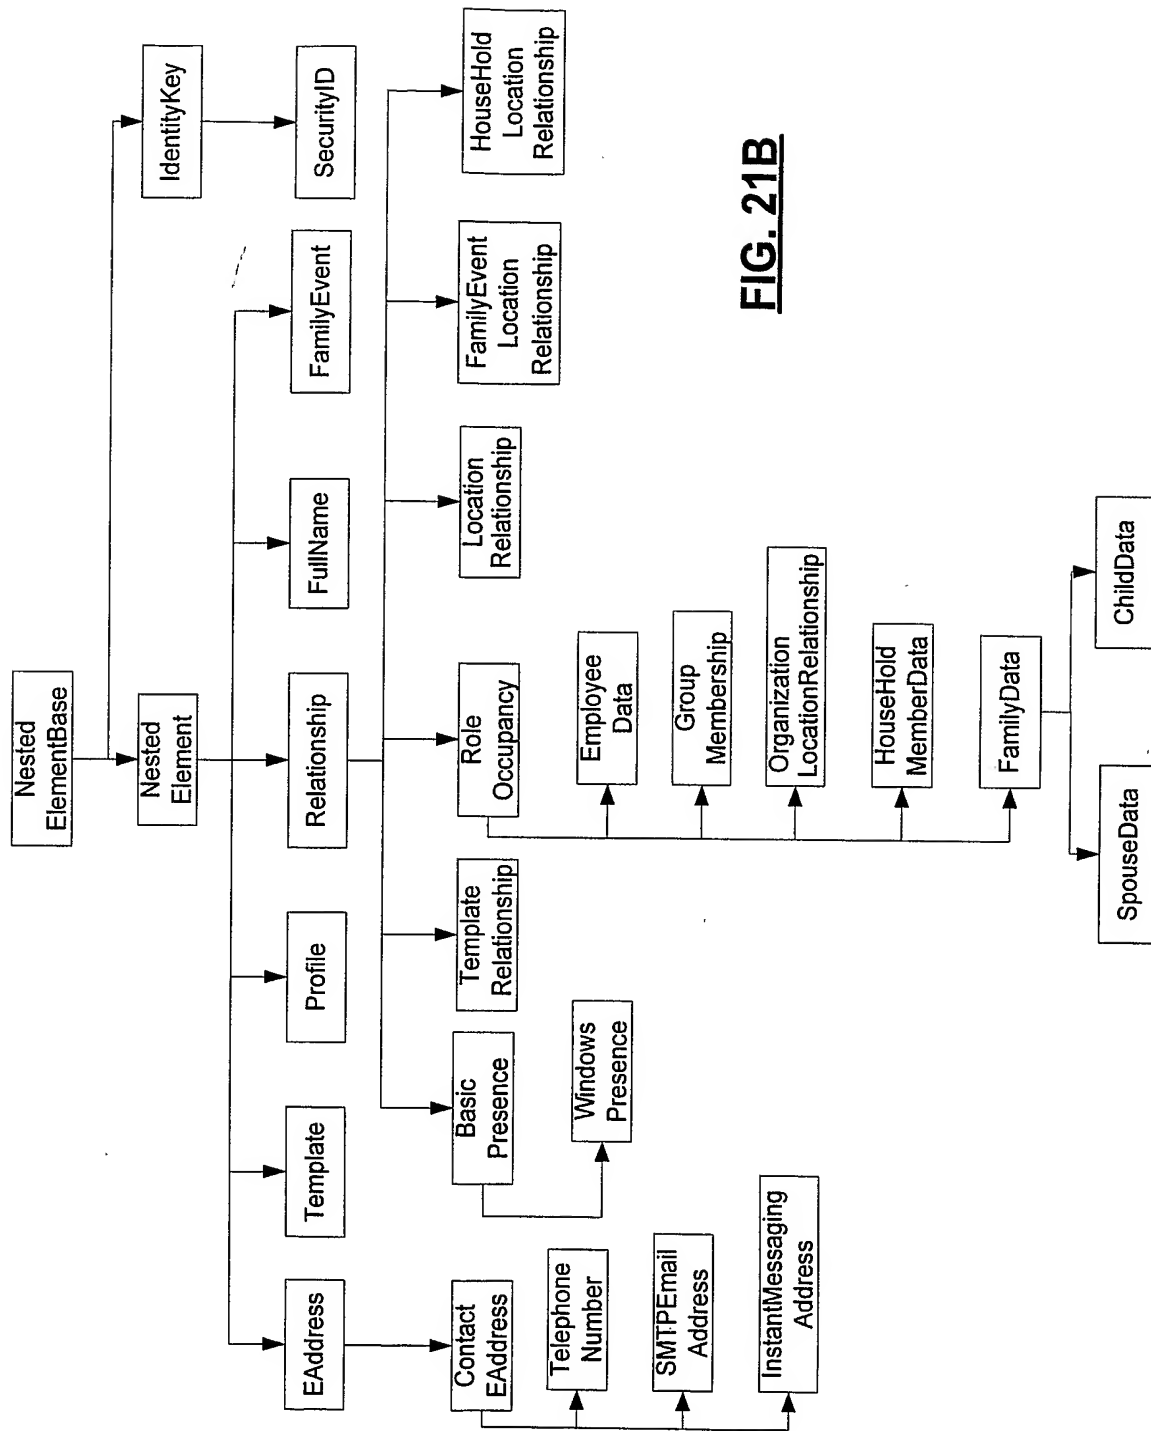 Nested
ElementBase
Nested
Element
IdentityKey
EAddress
Template
Profile
Relationship
FullName
FamilyEvent
SecurityID
Contact
EAddress
Basic
Presence
Template
Relationship
Role
Occupancy
Location
Relationship
FamilyEvent
Location
Relationship
HouseHold
Location
Relationship
Telephone
Number
SMTPEmail
Address
InstantMessaging
Address
Windows
Presence
Employee
Data
Group
Membership
Organization
LocationRelationship
HouseHold
MemberData
FamilyData
SpouseData
ChildData
FIG. 21B